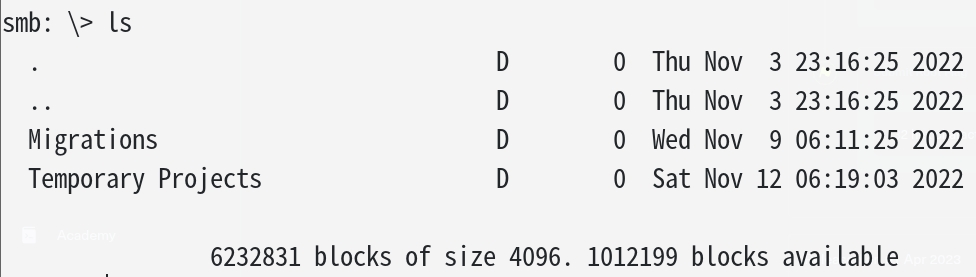 smb: \> ls
. D 0 Thu Nov 3 23:16:25 2022
.. D 0 Thu Nov 3 23:16:25 2022
Migrations D 0 Wed Nov 9 06:11:25 2022
Temporary Projects D 0 Sat Nov 12 06:19:03 2022
Academy
6232831 blocks of size 4096. 1012199 blocks available
Apr 2023